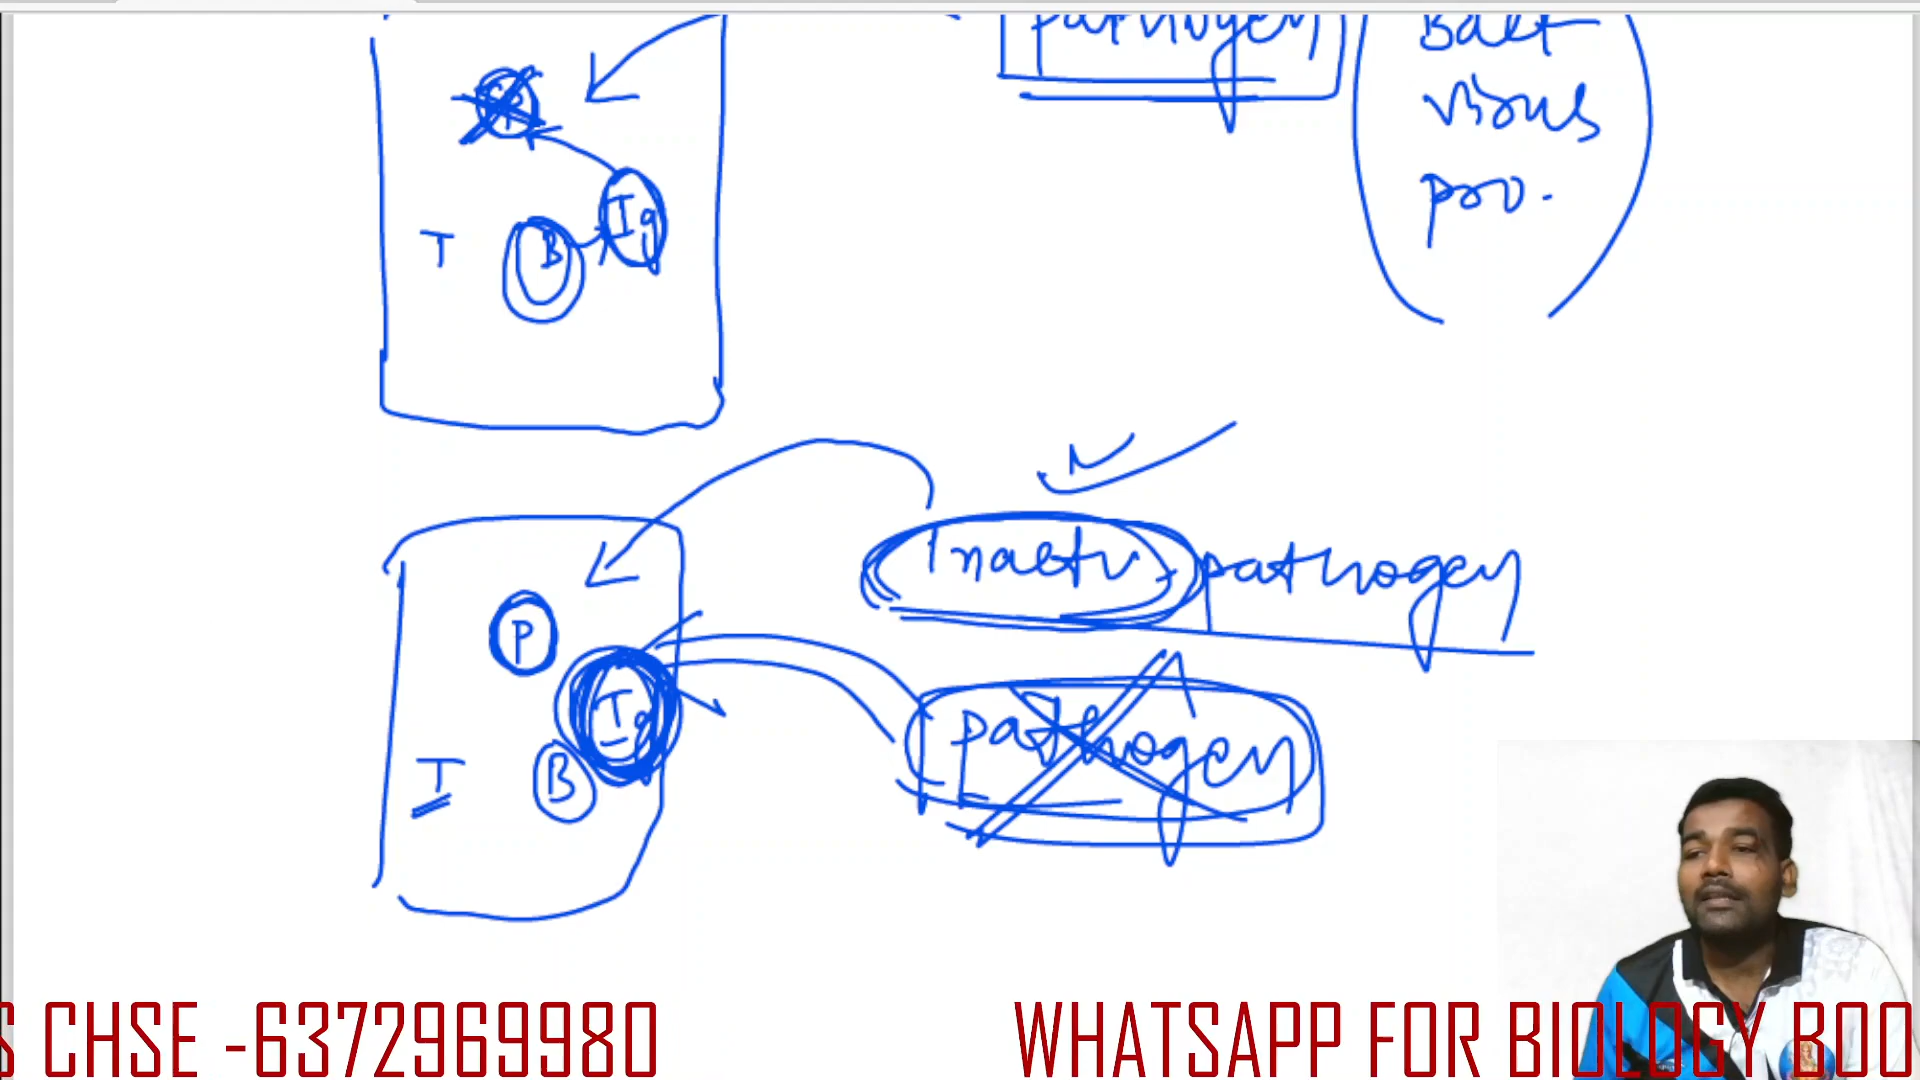 pathogen
Bact
virus
pro.
Ig
T B
Inactv pathogen
P
Ig
pathogen
T B
S CHSE -6372969980 WHATSAPP FOR BIOLOGY BOO